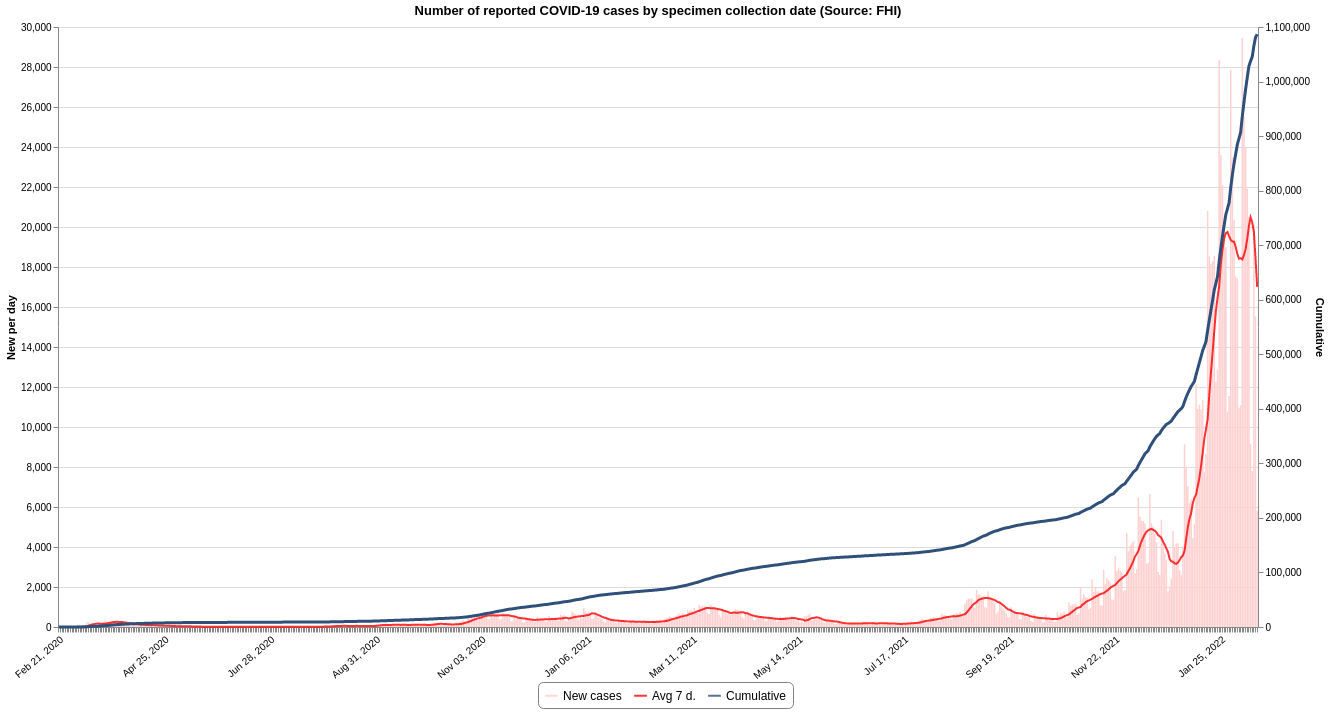 Number of reported COVID-19 cases by specimen collection date (Source: FHI)
30,000
28,000
26,000
24,000
22,000
20,000
18,000
16,000
14,000
12,000
10,000
8,000
6,000
4,000
2,000
0
New per day
1,100,000
1,000,000
900,000
800,000
700,000
600,000
500,000
400,000
300,000
200,000
100,000
0
Cumulative
Feb 21, 2020
Apr 25, 2020
Jun 28, 2020
Aug 31, 2020
Nov 03, 2020
Jan 06, 2021
Mar 11, 2021
May 14, 2021
Jul 17, 2021
Sep 19, 2021
Nov 22, 2021
Jan 25, 2022
New cases Avg 7 d. Cumulative